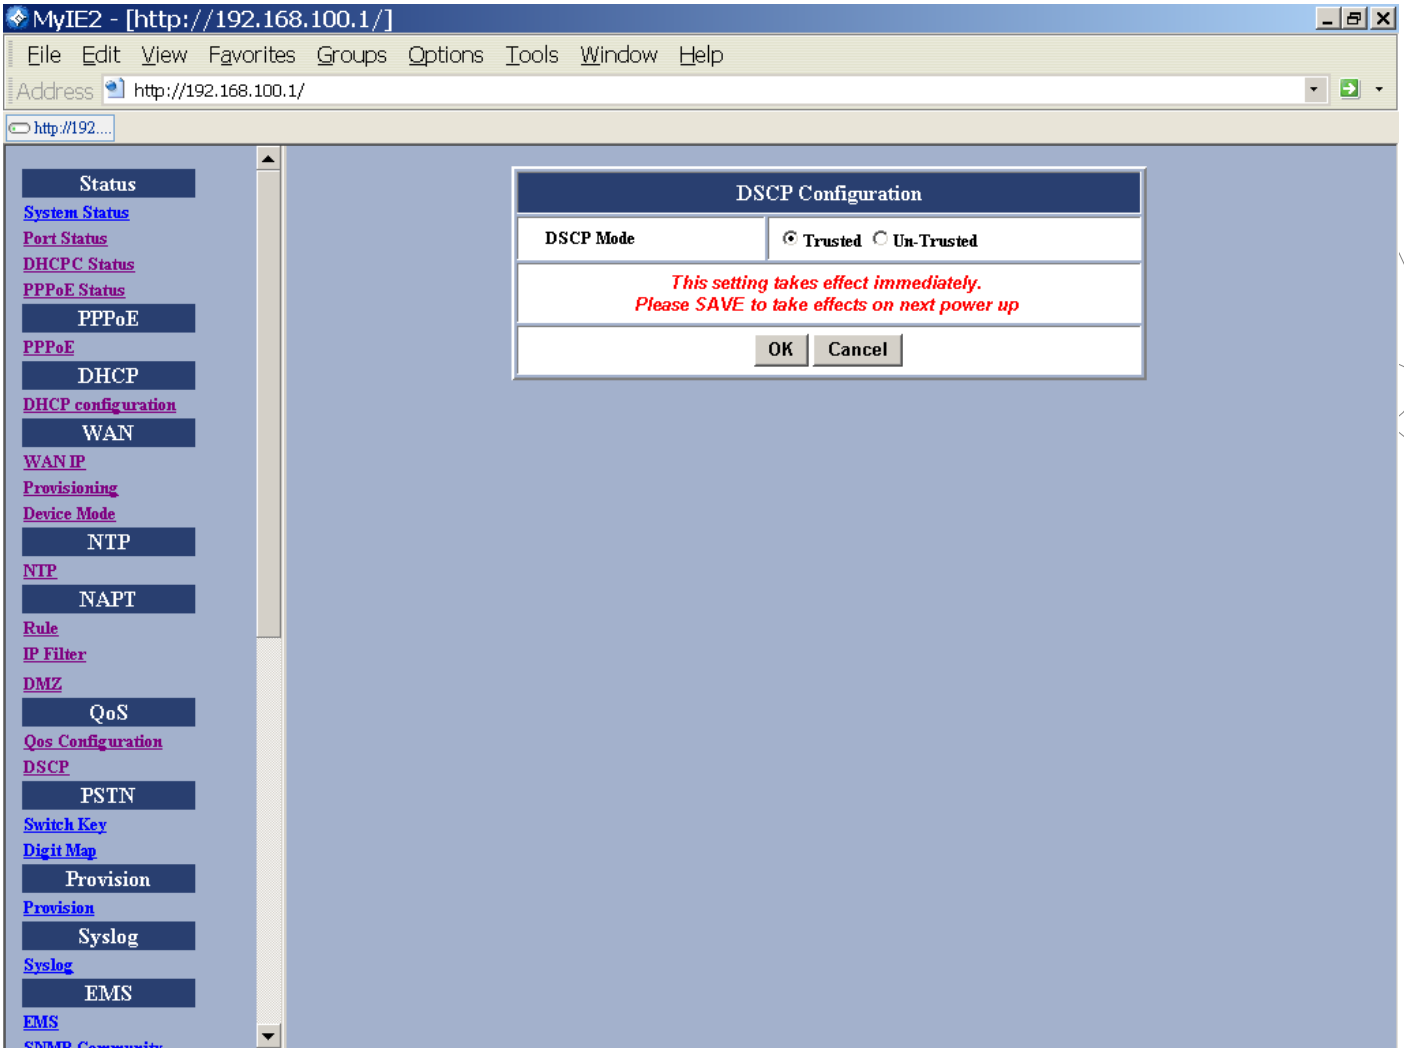 MyIE2 - [http://192.168.100.1/]
File Edit View Favorites Groups Options Tools Window Help
Address http://192.168.100.1/
http://192....
Status
System Status
Port Status
DHCPC Status
PPPoE Status
PPPoE
PPPoE
DHCP
DHCP configuration
WAN
WAN IP
Provisioning
Device Mode
NTP
NTP
NAPT
Rule
IP Filter
DMZ
QoS
Qos Configuration
DSCP
PSTN
Switch Key
Digit Map
Provision
Provision
Syslog
Syslog
EMS
EMS
SNMP Community
DSCP Configuration
DSCP Mode Trusted Un-Trusted
This setting takes effect immediately.
Please SAVE to take effects on next power up
OK Cancel